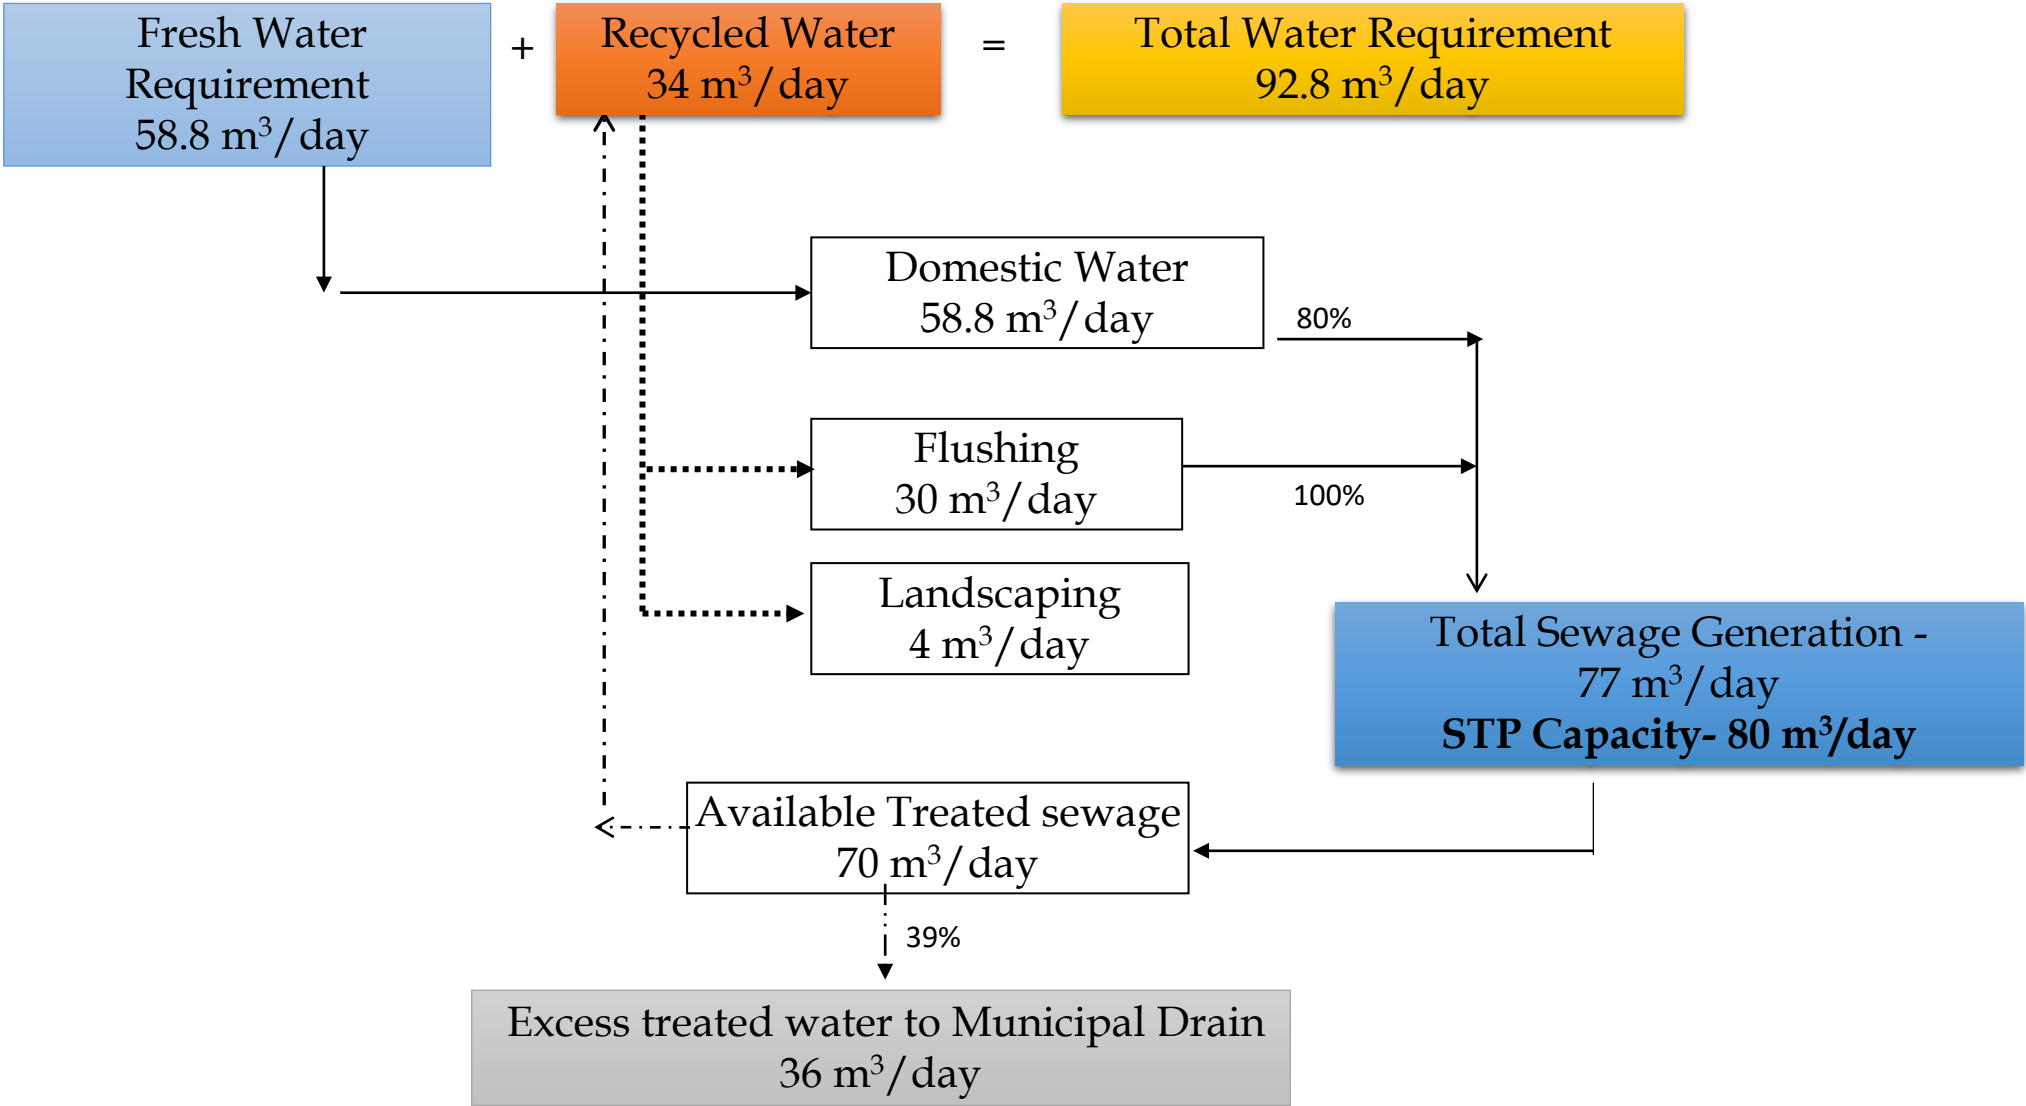 Fresh Water
Requirement
58.8 m³/day
+
Recycled Water
34 m³/day
=
Total Water Requirement
92.8 m³/day
Domestic Water
58.8 m³/day
80%
Flushing
30 m³/day
100%
Landscaping
4 m³/day
Total Sewage Generation -
77 m³/day
STP Capacity- 80 m³/day
Available Treated sewage
70 m³/day
39%
Excess treated water to Municipal Drain
36 m³/day